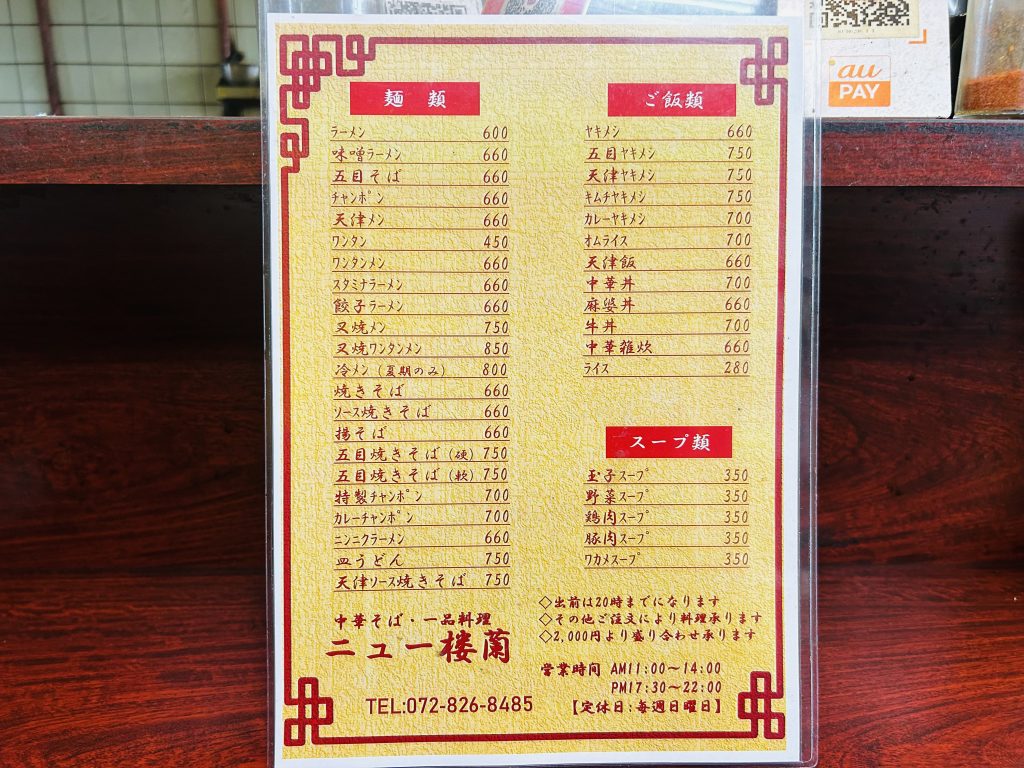 au
PAY
麺 類
ラーメン 600
味噌ラーメン 660
五目そば 660
チャンポン 660
天津メン 660
ワンタン 450
ワンタンメン 660
スタミナラーメン 660
餃子ラーメン 660
叉焼メン 750
叉焼ワンタンメン 850
冷メン (夏期のみ) 800
焼きそば 660
ソース焼きそば 660
揚そば 660
五目焼きそば (硬) 750
五目焼きそば (軟) 750
特製チャンポン 700
カレーチャンポン 700
ニンニクラーメン 660
皿うどん 750
天津ソース焼きそば 750
ご飯類
ヤキメシ 660
五目ヤキメシ 750
天津ヤキメシ 750
キムチヤキメシ 750
カレーヤキメシ 700
オムライス 700
天津飯 660
中華丼 700
麻婆丼 660
牛丼 700
中華雑炊 660
ライス 280
スープ類
玉子スープ 350
野菜スープ 350
鶏肉スープ 350
豚肉スープ 350
ワカメスープ 350
◇出前は20時までになります
◇その他ご注文により料理承ります
◇2,000円より盛り合わせ承ります
中華そば・一品料理
ニュー楼蘭
TEL:072-826-8485
営業時間 AM11:00〜14:00
PM17:30〜22:00
【定休日:毎週日曜日】